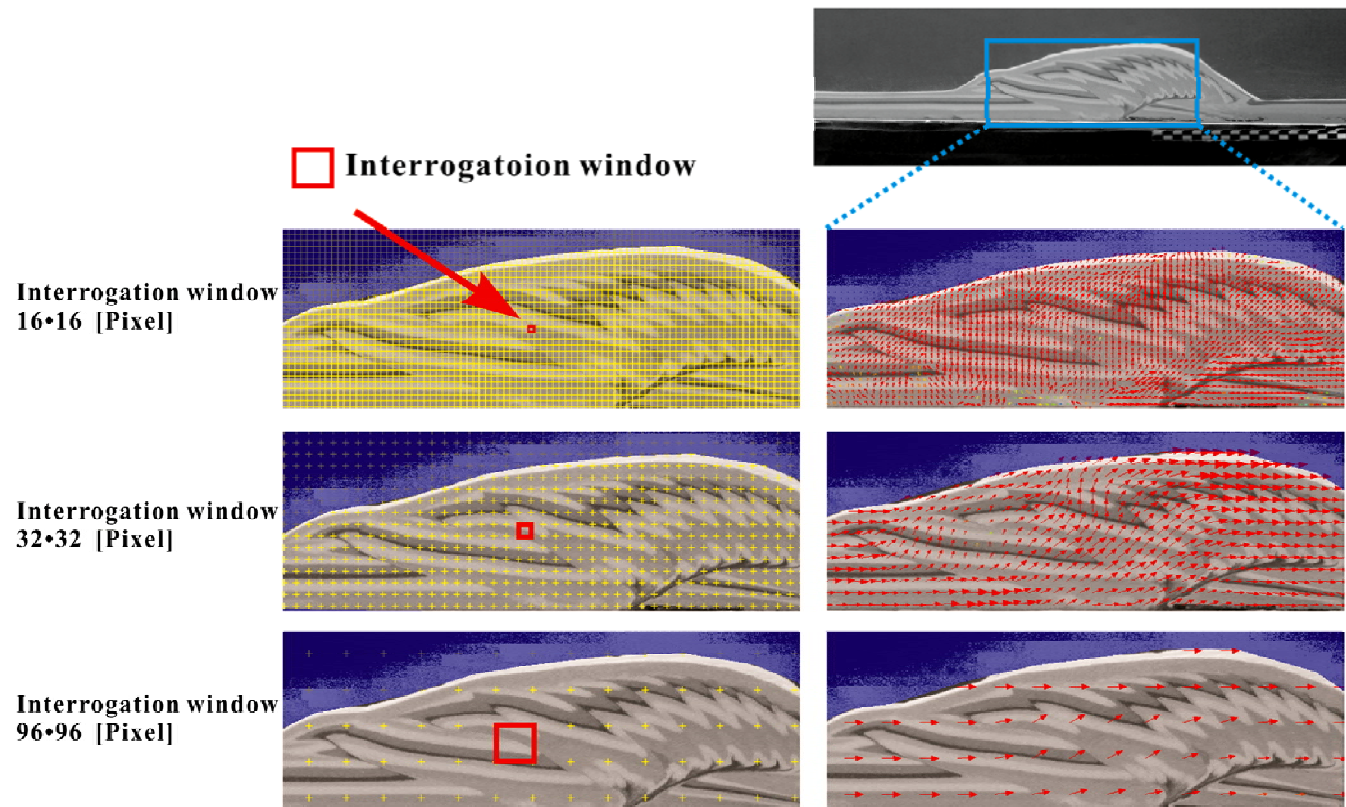 Interrogatoion window
Interrogation window
16•16 [Pixel]
Interrogation window
32•32 [Pixel]
Interrogation window
96•96 [Pixel]